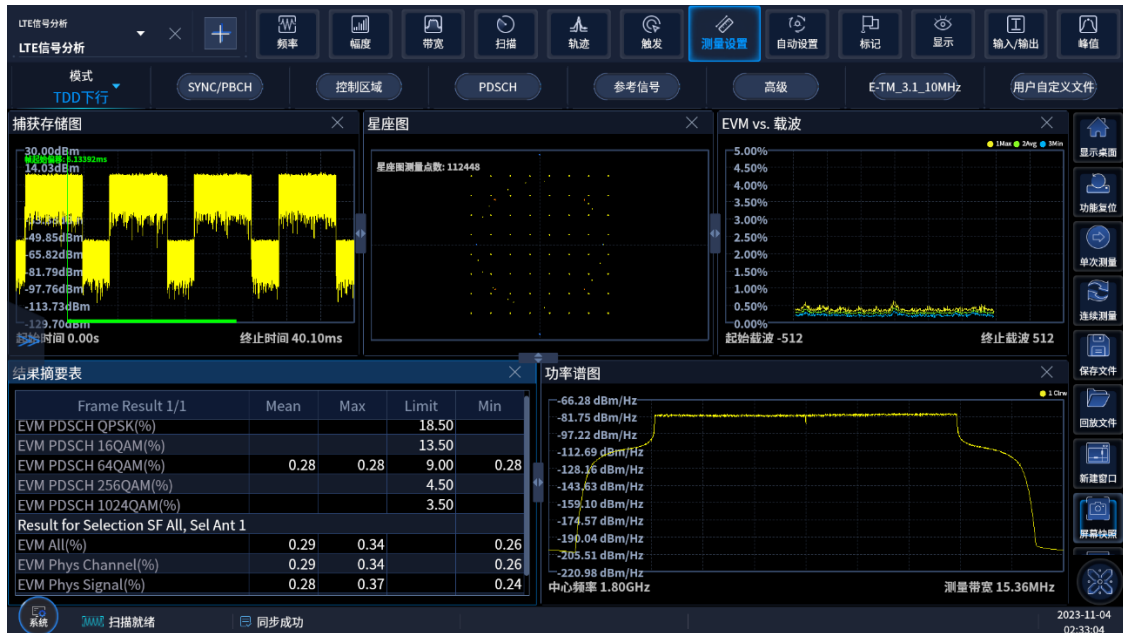 LTE信号分析
LTE信号分析
频率
幅度
带宽
扫描
轨迹
触发
测量设置
自动设置
标记
显示
输入/输出
峰值
模式
TDD下行
SYNC/PBCH
控制区域
PDSCH
参考信号
高级
E-TM_3.1_10MHz
用户自定义文件
捕获存储图
30.00dBm
帧起始偏移: 5.13392ms
14.03dBm
-49.85dBm
-65.82dBm
-81.79dBm
-97.76dBm
-113.73dBm
-129.70dBm
起始时间 0.00s
终止时间 40.10ms
星座图
星座图测量点数: 112448
EVM vs. 载波
1Max 2Avg 3Min
5.00%
4.50%
4.00%
3.50%
3.00%
2.50%
2.00%
1.50%
1.00%
0.50%
0.00%
起始载波 -512
终止载波 512
结果摘要表
Frame Result 1/1 Mean Max Limit Min
EVM PDSCH QPSK(%) 18.50
EVM PDSCH 16QAM(%) 13.50
EVM PDSCH 64QAM(%) 0.28 0.28 9.00 0.28
EVM PDSCH 256QAM(%) 4.50
EVM PDSCH 1024QAM(%) 3.50
Result for Selection SF All, Sel Ant 1
EVM All(%) 0.29 0.34 0.26
EVM Phys Channel(%) 0.29 0.34 0.26
EVM Phys Signal(%) 0.28 0.37 0.24
功率谱图
1 Clrw
-66.28 dBm/Hz
-81.75 dBm/Hz
-97.22 dBm/Hz
-112.69 dBm/Hz
-128.16 dBm/Hz
-143.63 dBm/Hz
-159.10 dBm/Hz
-174.57 dBm/Hz
-190.04 dBm/Hz
-205.51 dBm/Hz
-220.98 dBm/Hz
中心频率 1.80GHz
测量带宽 15.36MHz
显示桌面
功能复位
单次测量
连续测量
保存文件
回放文件
新建窗口
屏幕快照
系统
扫描就绪
同步成功
2023-11-04
02:33:04